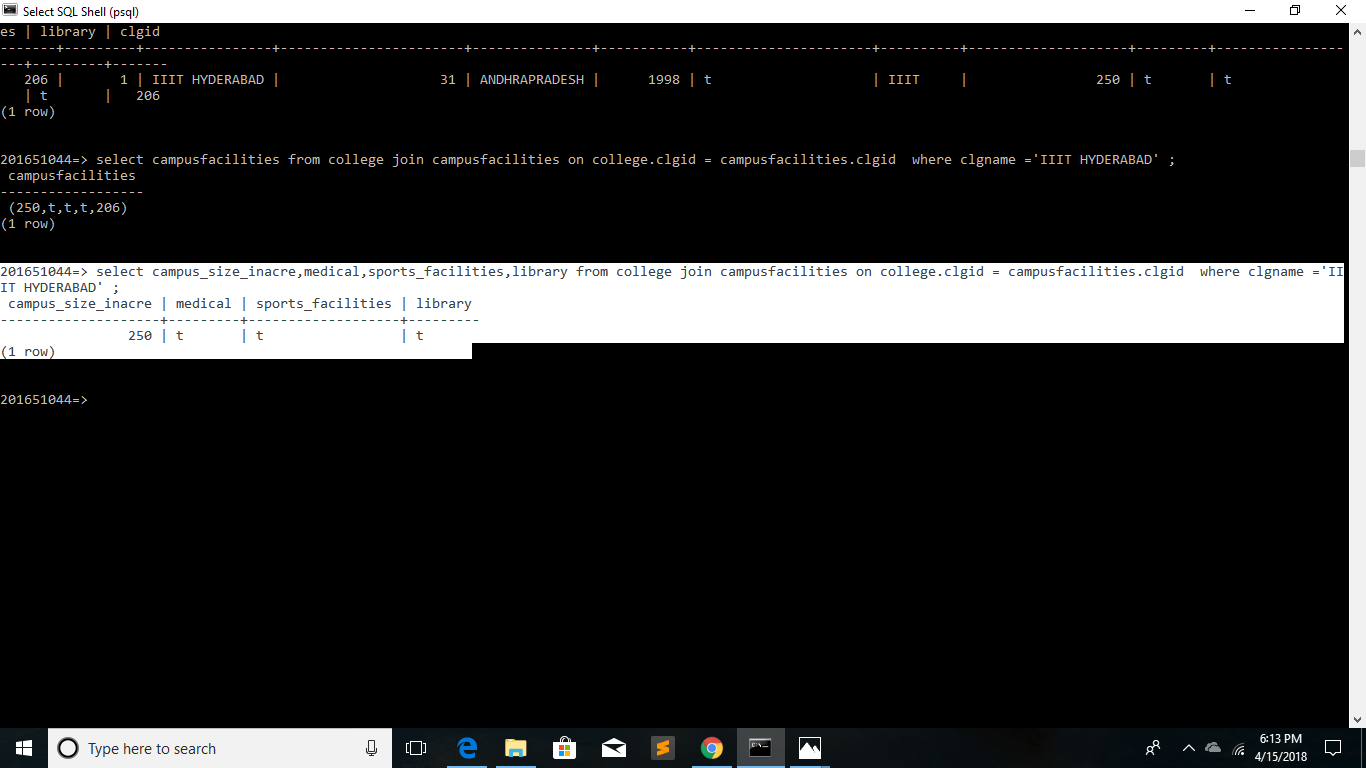 Select SQL Shell (psql)
es | library | clgid
-------+---------+----------------+------------------------+---------------+-----------+-----------------------+----------+--------------------+---------+----------------
---+---------+-------
   206 |       1 | IIIT HYDERABAD |                     31 | ANDHRAPRADESH |      1998 | t                     | IIIT     |                250 | t       | t
   | t       |   206
(1 row)
201651044=> select campusfacilities from college join campusfacilities on college.clgid = campusfacilities.clgid  where clgname ='IIIT HYDERABAD' ;
 campusfacilities
------------------
 (250,t,t,t,206)
(1 row)
201651044=> select campus_size_inacre,medical,sports_facilities,library from college join campusfacilities on college.clgid = campusfacilities.clgid  where clgname ='II
IT HYDERABAD' ;
 campus_size_inacre | medical | sports_facilities | library
--------------------+---------+-------------------+---------
                250 | t       | t                 | t
(1 row)
201651044=>
Type here to search
6:13 PM
4/15/2018